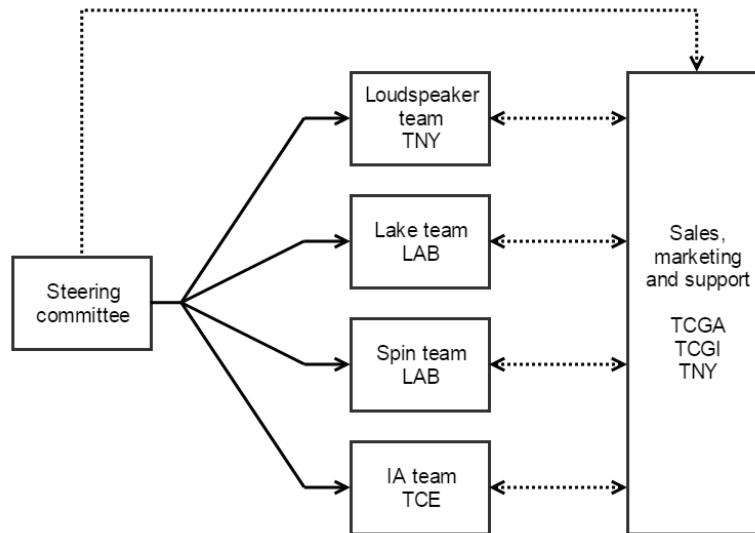 Loudspeaker
team
TNY
Lake team
LAB
Steering
committee
Spin team
LAB
IA team
TCE
Sales,
marketing
and support
TCGA
TCGI
TNY